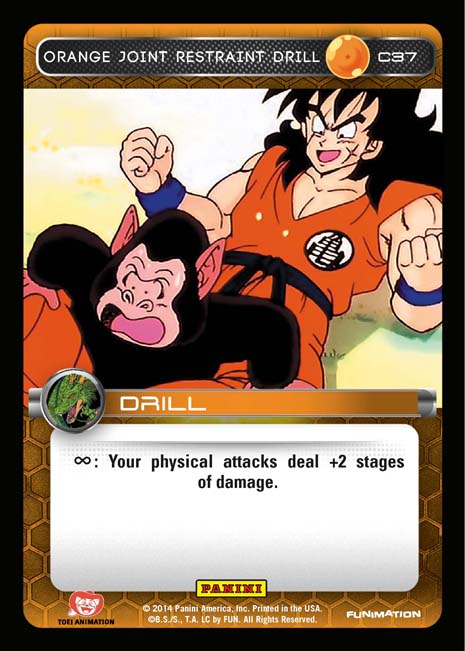 ORANGE JOINT RESTRAINT DRILL C37
DRILL
∞: Your physical attacks deal +2 stages
of damage.
PANINI
TOEI ANIMATION
© 2014 Panini America, Inc. Printed in the USA.
©B.S./S., T.A. LC by FUN. All Rights Reserved.
FUNIMATION